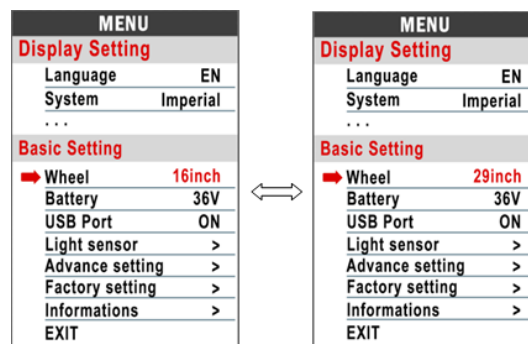 MENU
Display Setting
Language EN
System Imperial
. . .
Basic Setting
Wheel 16inch
Battery 36V
USB Port ON
Light sensor >
Advance setting >
Factory setting >
Informations >
EXIT
MENU
Display Setting
Language EN
System Imperial
. . .
Basic Setting
Wheel 29inch
Battery 36V
USB Port ON
Light sensor >
Advance setting >
Factory setting >
Informations >
EXIT